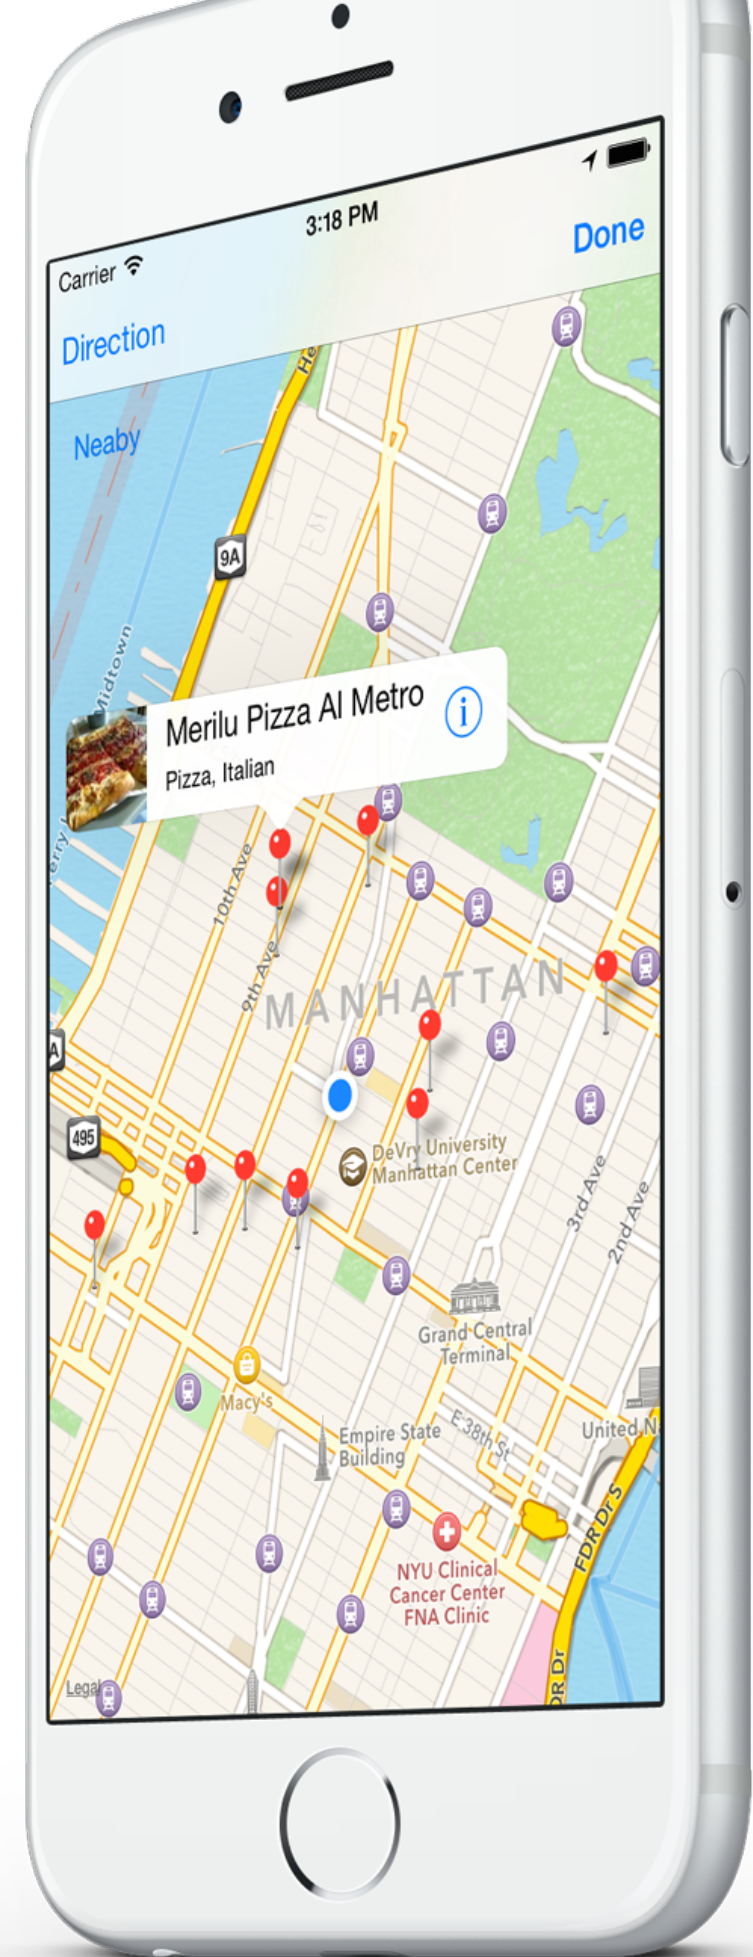 3:18 PM
Carrier
Done
Direction
Neaby
He
9A
Midtown
Merilu Pizza Al Metro
Pizza, Italian
10th Ave
9th Ave
MANHATTAN
A
495
DeVry University
Manhattan Center
3rd Ave
2nd Ave
Grand Central
Terminal
Macy's
Empire State
Building
E 38th St
United N
FDR Dr S
NYU Clinical
Cancer Center
FNA Clinic
DR Dr
Legal